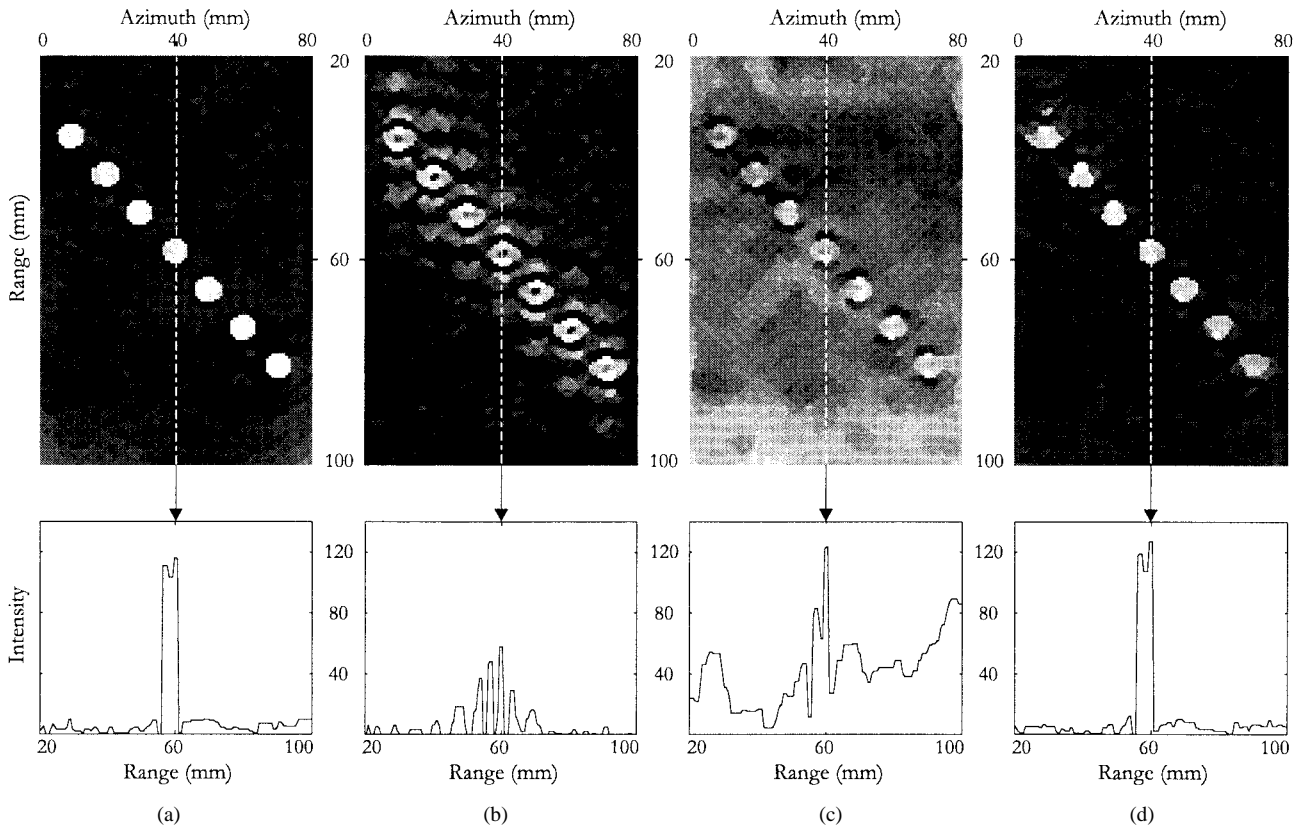 Azimuth (mm) Azimuth (mm) Azimuth (mm) Azimuth (mm)
0 40 80 0 40 80 0 40 80 0 40 80
20 20 20
Range (mm)
60 60 60
100 100 100
Intensity
120 120 120 120
80 80 80 80
40 40 40 40
20 60 100 20 60 100 20 60 100 20 60 100
Range (mm) Range (mm) Range (mm) Range (mm)
(a) (b) (c) (d)